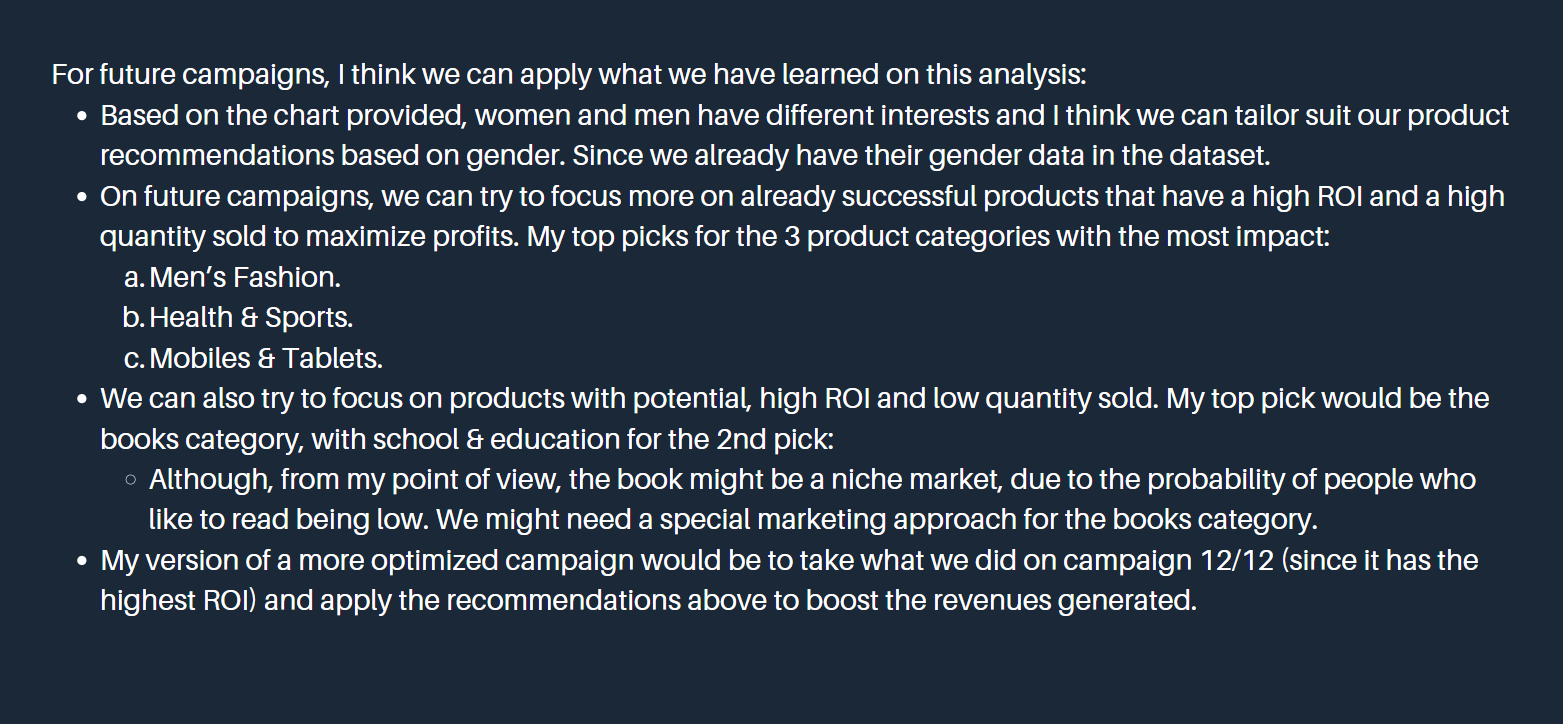 For future campaigns, I think we can apply what we have learned on this analysis:
• Based on the chart provided, women and men have different interests and I think we can tailor suit our product
recommendations based on gender. Since we already have their gender data in the dataset.
• On future campaigns, we can try to focus more on already successful products that have a high ROI and a high
quantity sold to maximize profits. My top picks for the 3 product categories with the most impact:
a. Men’s Fashion.
b. Health & Sports.
c. Mobiles & Tablets.
• We can also try to focus on products with potential, high ROI and low quantity sold. My top pick would be the
books category, with school & education for the 2nd pick:
◦ Although, from my point of view, the book might be a niche market, due to the probability of people who
like to read being low. We might need a special marketing approach for the books category.
• My version of a more optimized campaign would be to take what we did on campaign 12/12 (since it has the
highest ROI) and apply the recommendations above to boost the revenues generated.